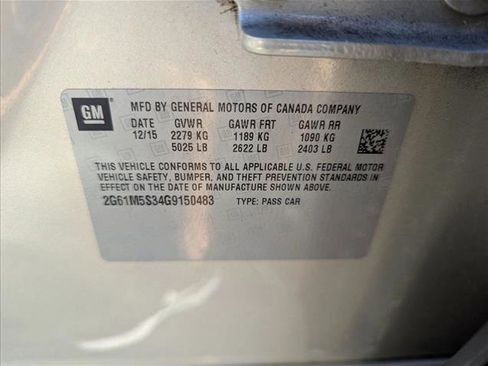 GM
MFD BY GENERAL MOTORS OF CANADA COMPANY
DATE GVWR GAWR FRT GAWR RR
12/15 2279 KG 1189 KG 1090 KG
5025 LB 2622 LB 2403 LB
THIS VEHICLE CONFORMS TO ALL APPLICABLE U.S. FEDERAL MOTOR
VEHICLE SAFETY, BUMPER, AND THEFT PREVENTION STANDARDS IN
EFFECT ON THE DATE OF MANUFACTURE SHOWN ABOVE.
2G61M5S34G9150483 TYPE: PASS CAR